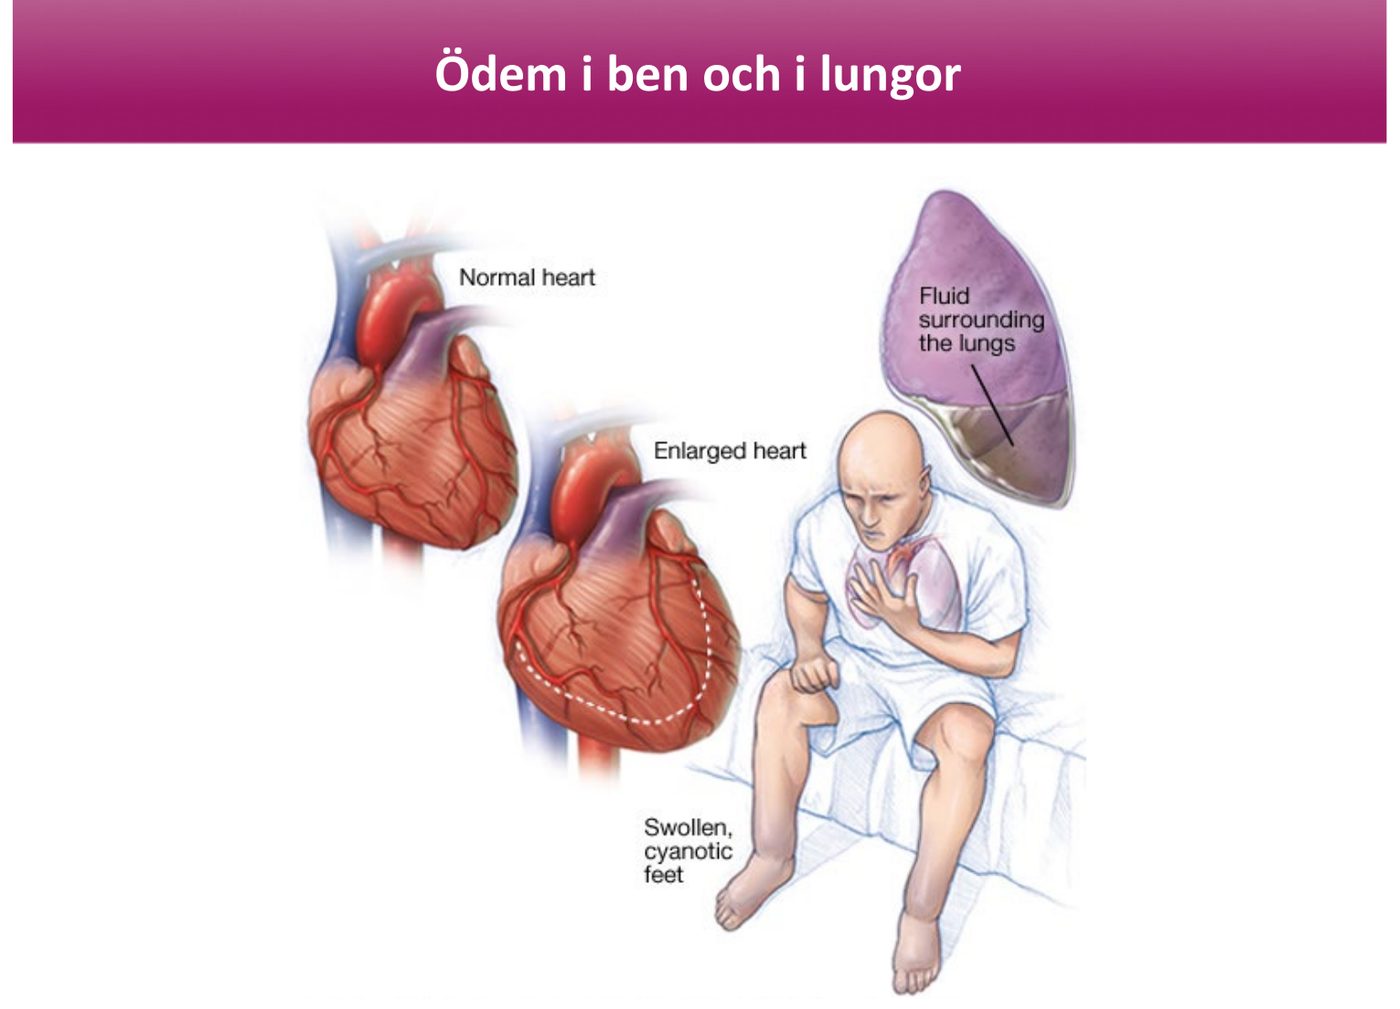 Ödem i ben och i lungor
Normal heart
Fluid
surrounding
the lungs
Enlarged heart
Swollen,
cyanotic
feet